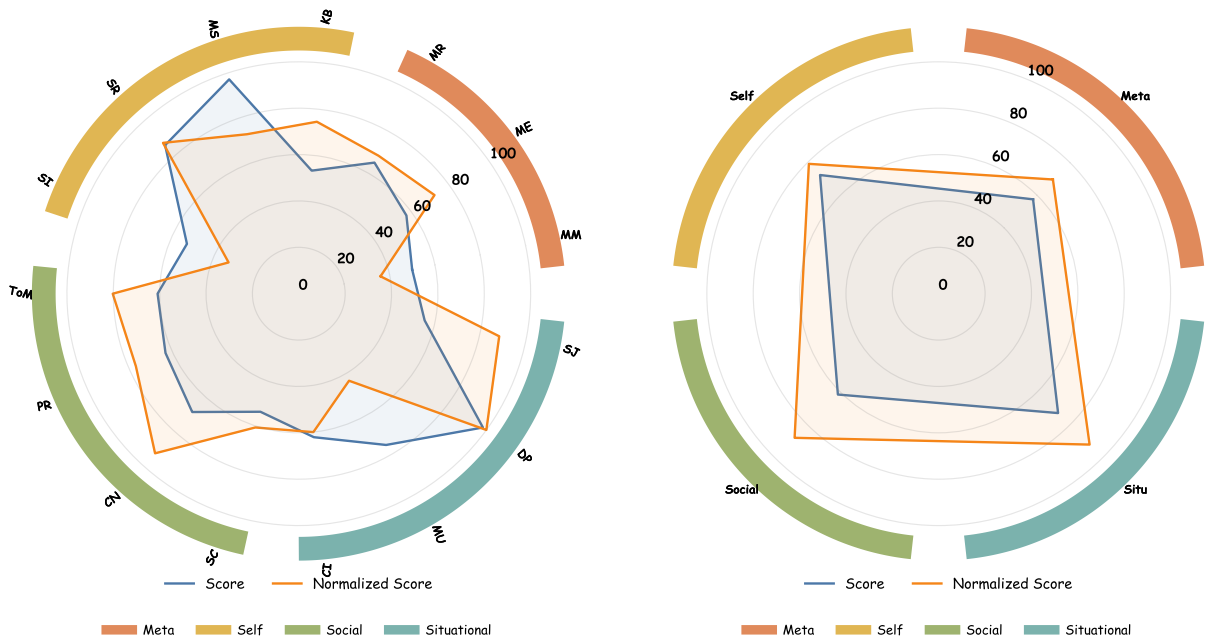 KB
MS
SR
SI
ToM
PR
CN
SC
CI
MU
DP
SJ
MM
ME
MR
100
80
60
40
20
0
Score
Normalized Score
Meta
Self
Social
Situational
Self
Meta
Social
Situ
100
80
60
40
20
0
Score
Normalized Score
Meta
Self
Social
Situational